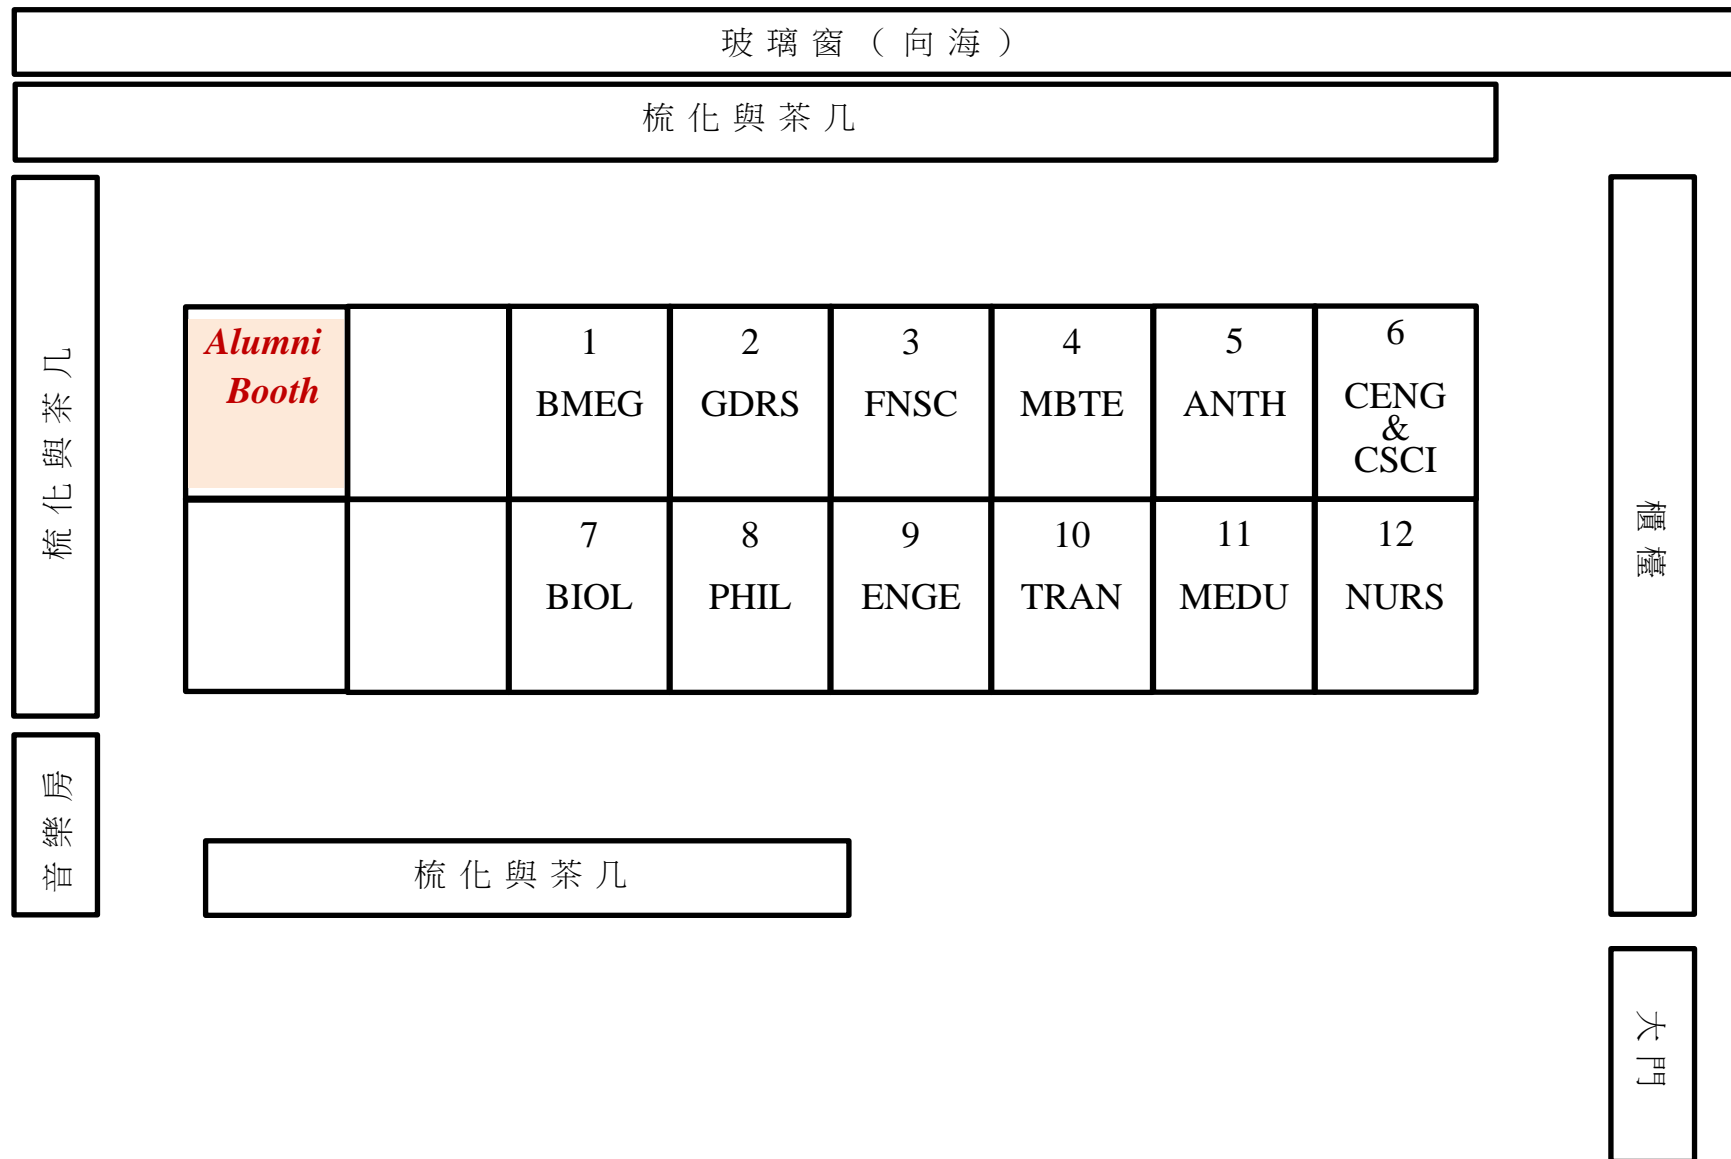 玻璃窗（向海）
梳化與茶几
梳化與茶几
Alumni
Booth
1
BMEG
2
GDRS
3
FNSC
4
MBTE
5
ANTH
6
CENG
&
CSCI
7
BIOL
8
PHIL
9
ENGE
10
TRAN
11
MEDU
12
NURS
櫃檯
音樂房
梳化與茶几
大門